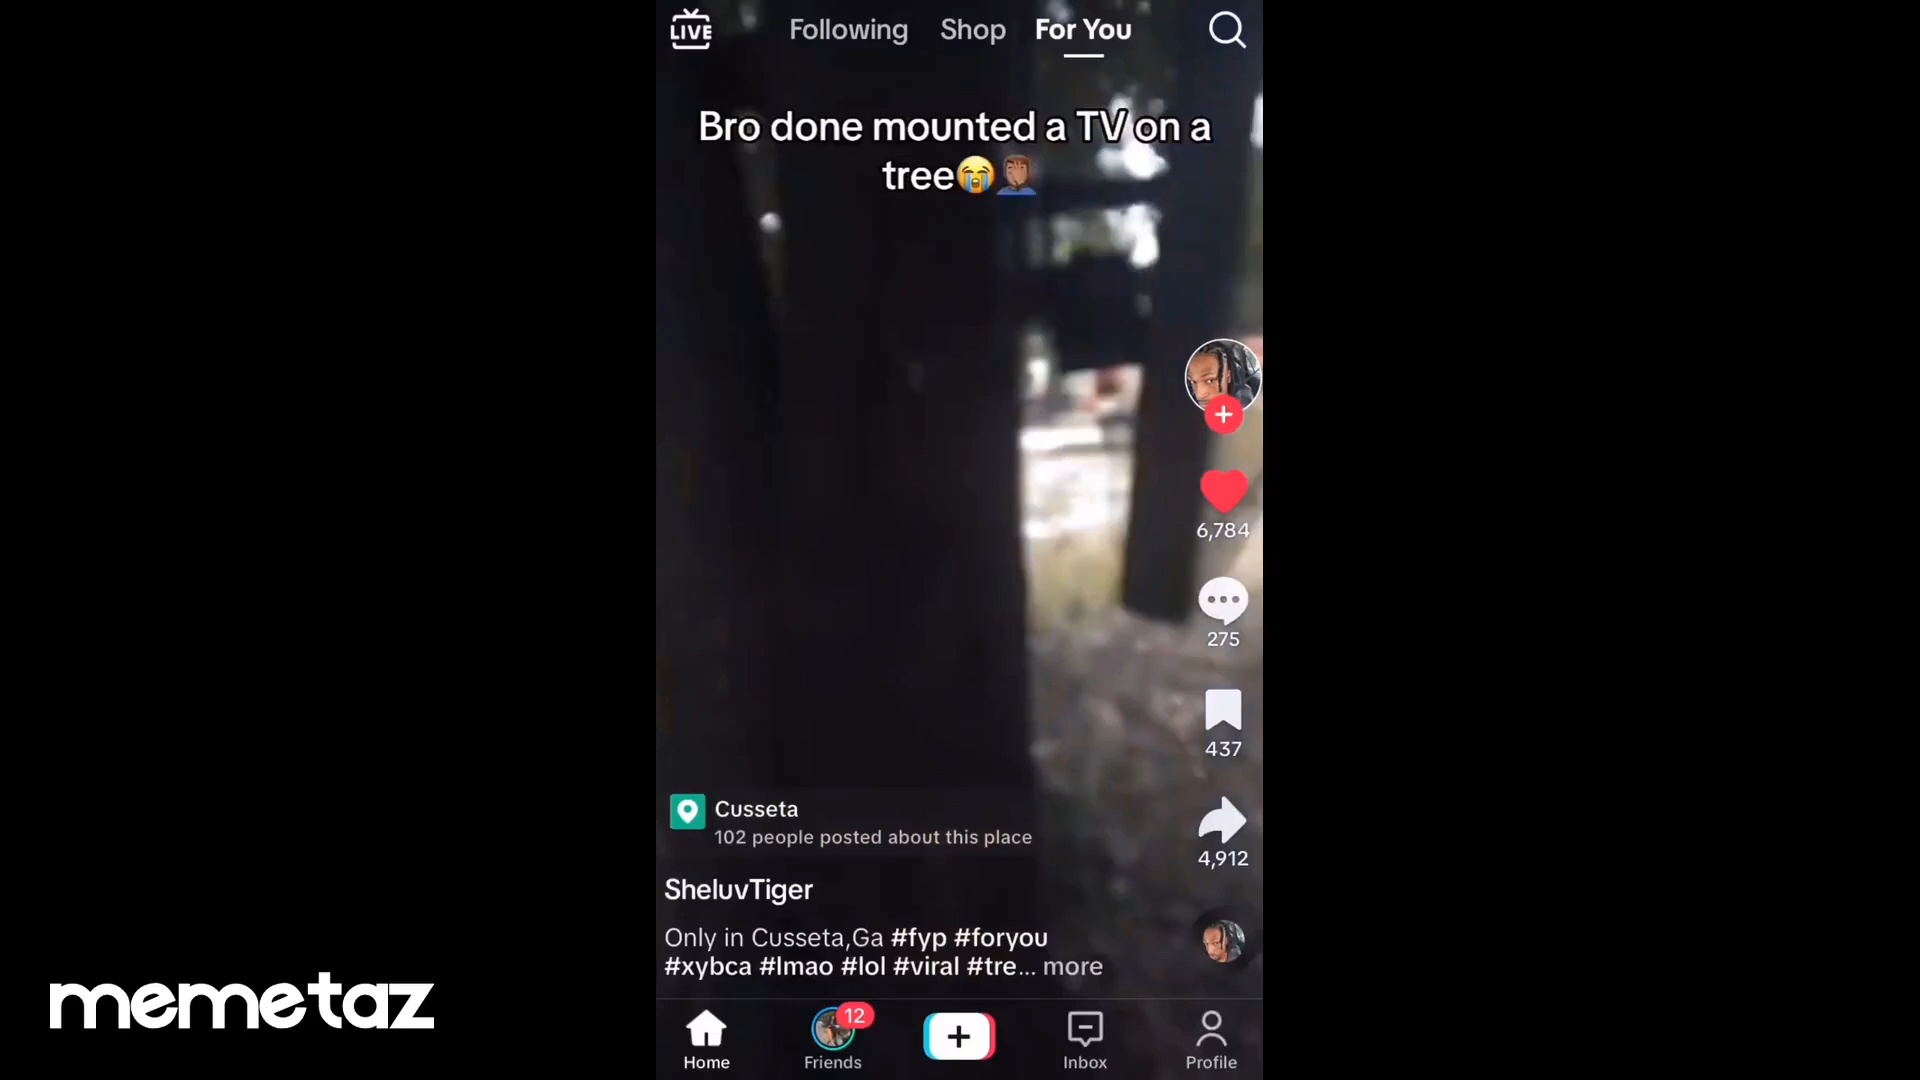 LIVE
Following
Shop
For You
Bro done mounted a TV on a
tree😭🤦🏾‍♂️
6,784
275
437
4,912
Cusseta
102 people posted about this place
SheluvTiger
Only in Cusseta,Ga #fyp #foryou
#xybca #lmao #lol #viral #tre... more
memetaz
12
Home
Friends
Inbox
Profile